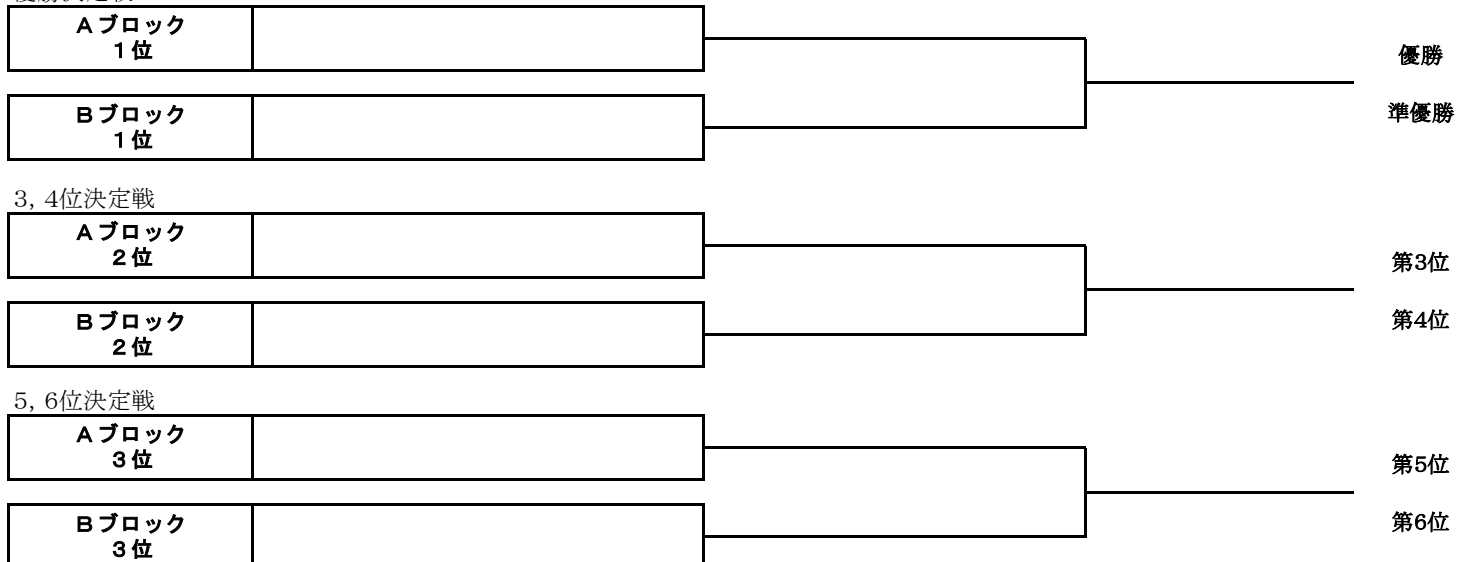 Aブロック
1位
優勝
Bブロック
1位
準優勝
3, 4位決定戦
Aブロック
2位
第3位
Bブロック
2位
第4位
5, 6位決定戦
Aブロック
3位
第5位
Bブロック
3位
第6位